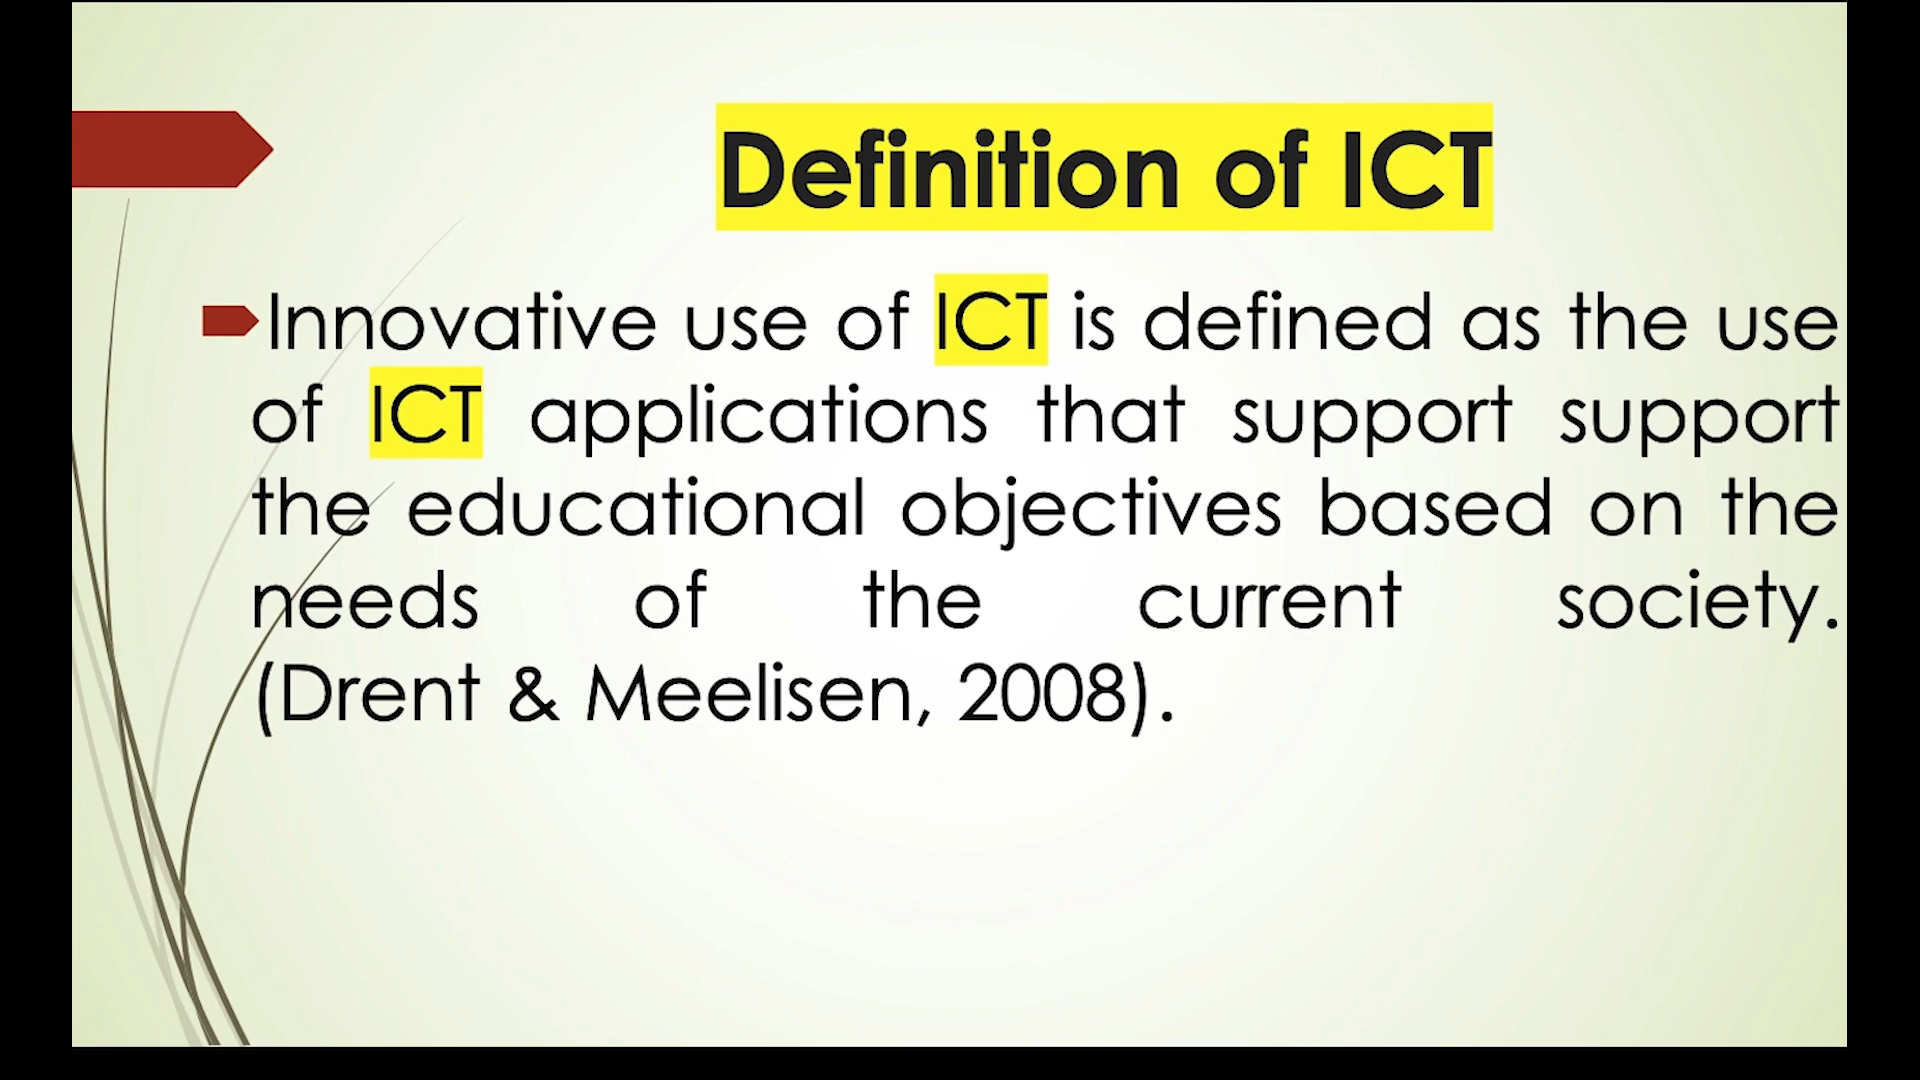 Definition of ICT
Innovative use of ICT is defined as the use
of ICT applications that support support
the educational objectives based on the
needs of the current society.
(Drent & Meelisen, 2008).